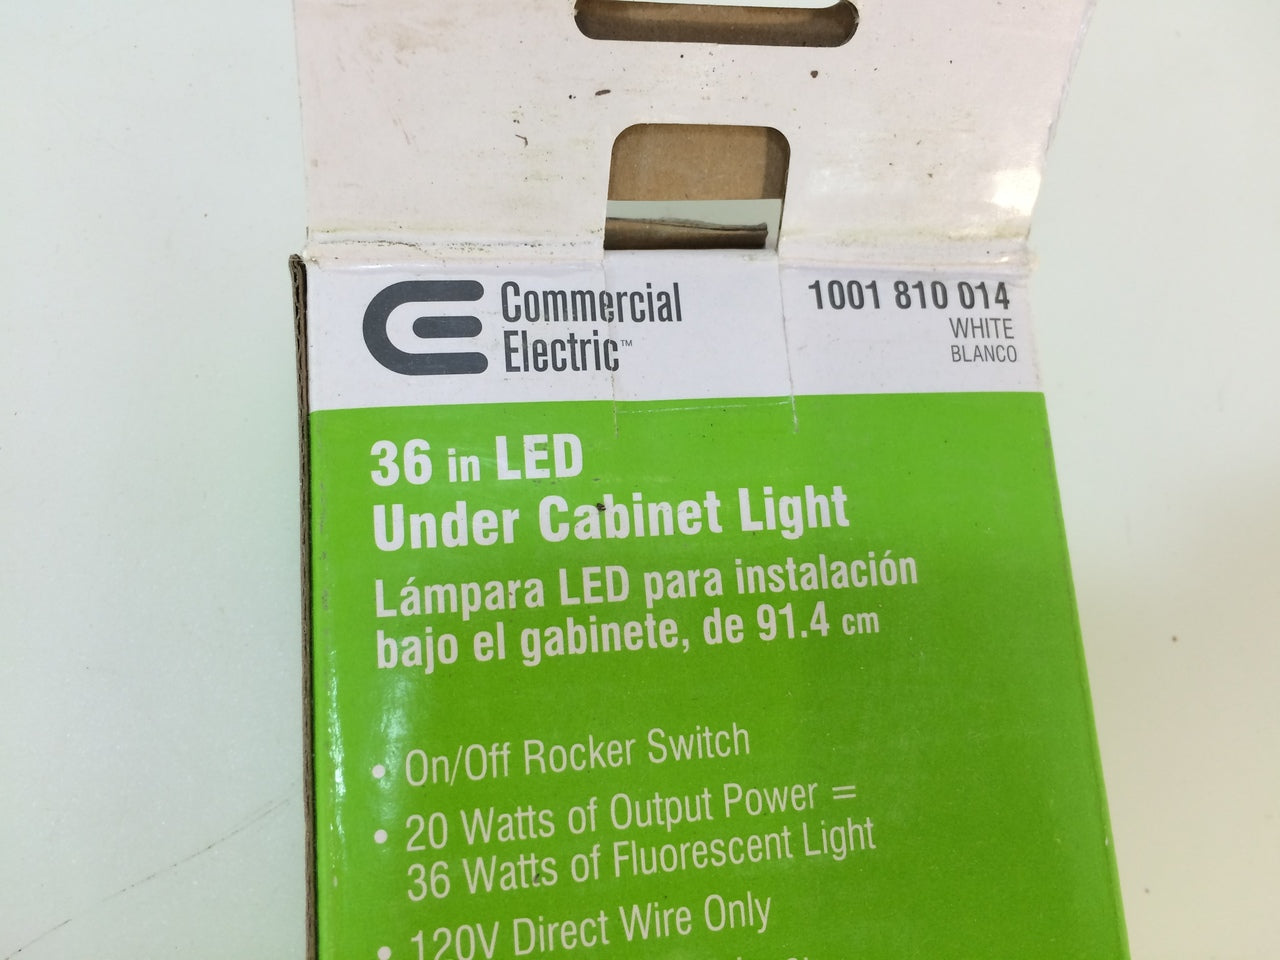 Commercial
Electric™
1001 810 014
WHITE
BLANCO
36 in LED
Under Cabinet Light
Lámpara LED para instalación
bajo el gabinete, de 91.4 cm
• On/Off Rocker Switch
• 20 Watts of Output Power =
36 Watts of Fluorescent Light
• 120V Direct Wire Only